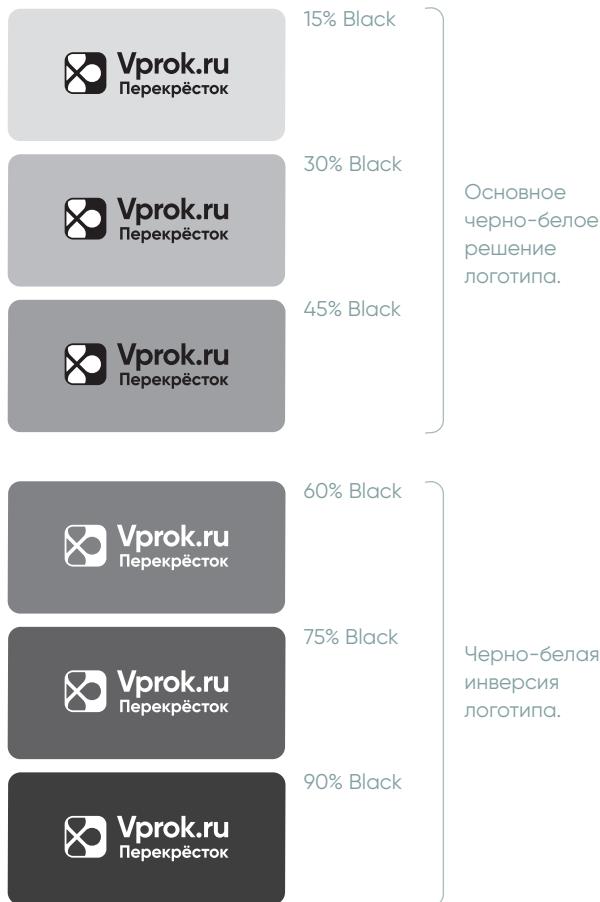 15% Black
Vprok.ru
Перекрёсток
30% Black
Vprok.ru
Перекрёсток
45% Black
Vprok.ru
Перекрёсток
Основное
черно-белое
решение
логотипа.
60% Black
Vprok.ru
Перекрёсток
75% Black
Vprok.ru
Перекрёсток
90% Black
Vprok.ru
Перекрёсток
Черно-белая
инверсия
логотипа.